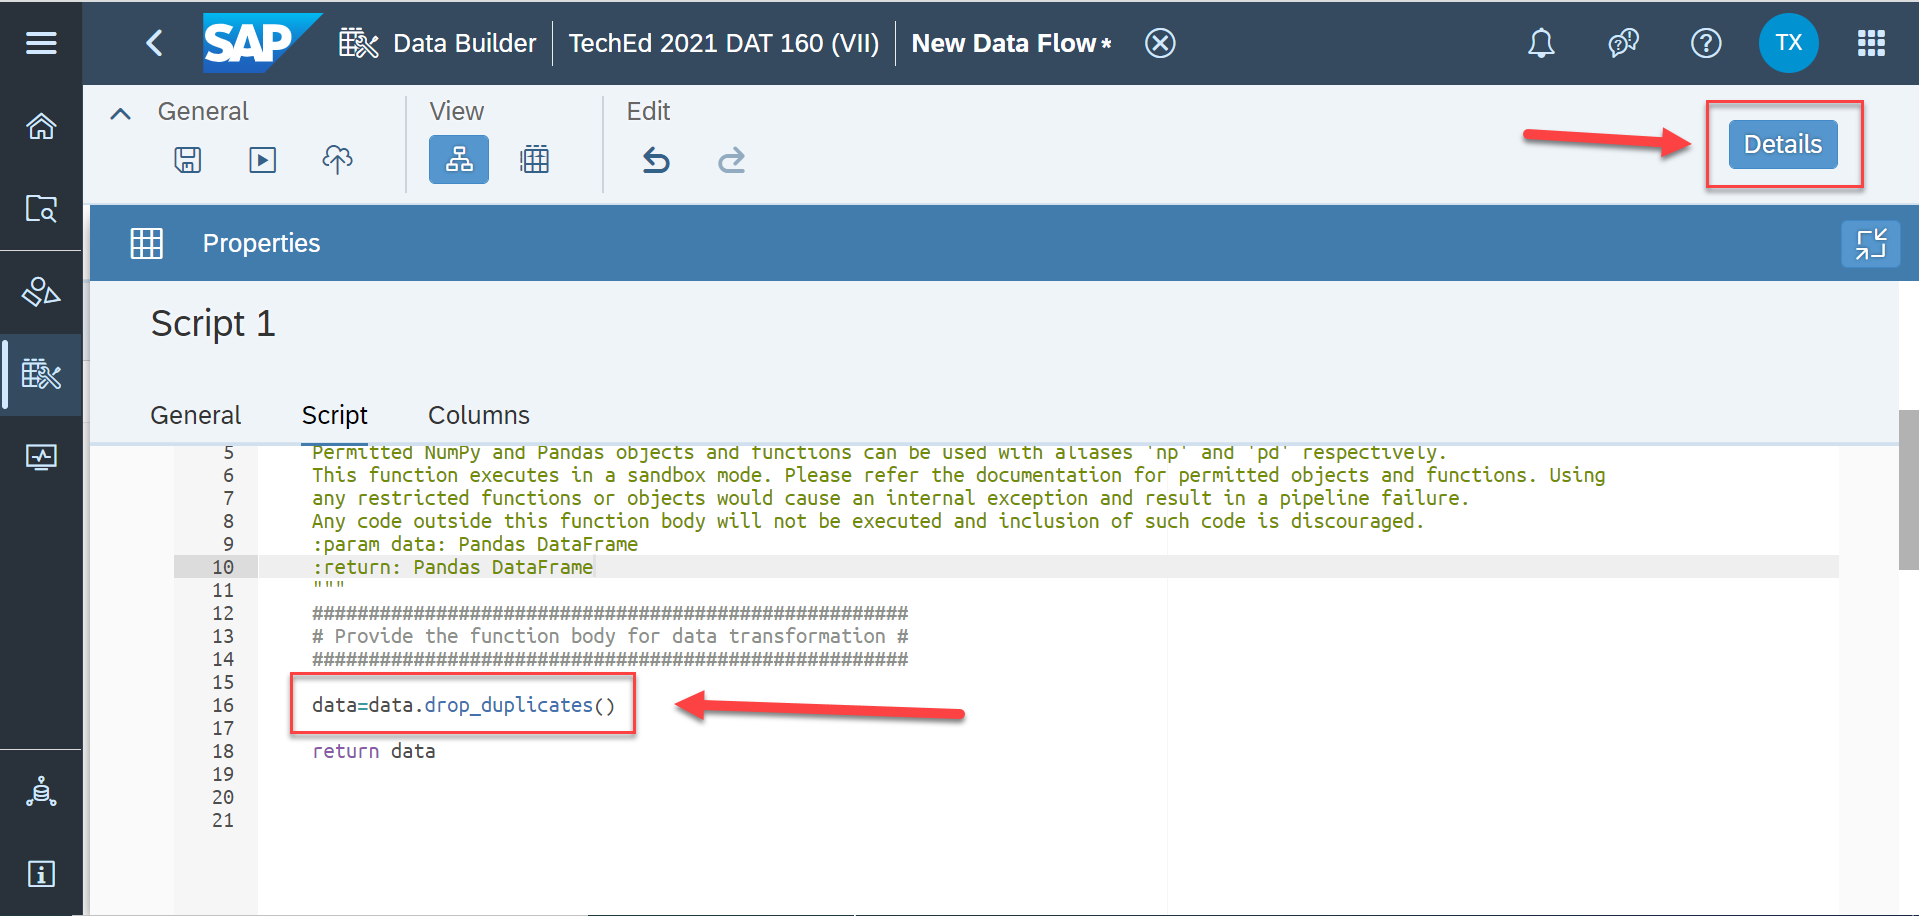 SAP Data Builder TechEd 2021 DAT 160 (VII) New Data Flow * TX
General View Edit
Details
Properties
Script 1
General Script Columns
5 Permitted NumPy and Pandas objects and functions can be used with aliases 'np' and 'pd' respectively.
6 This function executes in a sandbox mode. Please refer the documentation for permitted objects and functions. Using
7 any restricted functions or objects would cause an internal exception and result in a pipeline failure.
8 Any code outside this function body will not be executed and inclusion of such code is discouraged.
9 :param data: Pandas DataFrame
10 :return: Pandas DataFrame
11 """
12 #####################################################
13 # Provide the function body for data transformation #
14 #####################################################
15
16 data=data.drop_duplicates()
17
18 return data
19
20
21